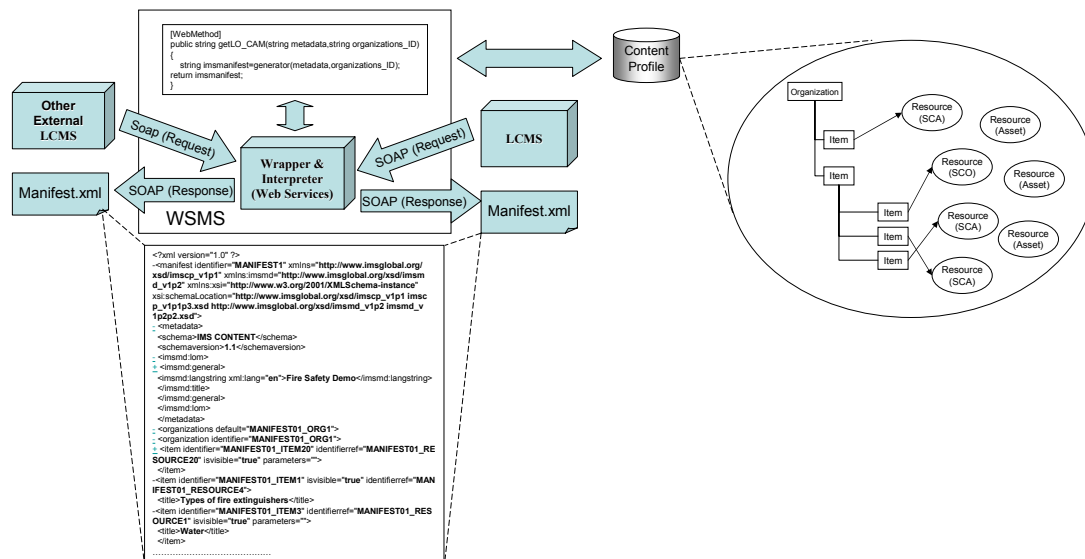 [WebMethod]
public string getLO_CAM(string metadata,string organizations_ID)
{
string imsmanifest=generator(metadata,organizations_ID);
return imsmanifest;
}
Other
External
LCMS
Soap (Request)
SOAP (Response)
Manifest.xml
WSMS
Wrapper &
Interpreter
(Web Services)
SOAP (Request)
SOAP (Response)
LCMS
Manifest.xml
Content
Profile
Organization
Item
Item
Item
Item
Item
Resource
(SCA)
Resource
(Asset)
Resource
(SCO)
Resource
(Asset)
Resource
(SCA)
Resource
(Asset)
Resource
(SCA)
<?xml version="1.0" ?>
-<manifest identifier="MANIFEST1" xmlns="http://www.imsglobal.org/
xsd/imscp_v1p1" xmlns:imsmd="http://www.imsglobal.org/xsd/imsm
d_v1p2" xmlns:xsi="http://www.w3.org/2001/XMLSchema-instance"
xsi:schemaLocation="http://www.imsglobal.org/xsd/imscp_v1p1 imsc
p_v1p1p3.xsd http://www.imsglobal.org/xsd/imsmd_v1p2 imsmd_v
1p2p2.xsd">
- <metadata>
<schema>IMS CONTENT</schema>
<schemaversion>1.1</schemaversion>
- <imsmd:lom>
+ <imsmd:general>
<imsmd:langstring xml:lang="en">Fire Safety Demo</imsmd:langstring>
</imsmd:title>
</imsmd:general>
</imsmd:lom>
</metadata>
- <organizations default="MANIFEST01_ORG1">
- <organization identifier="MANIFEST01_ORG1">
+ <item identifier="MANIFEST01_ITEM20" identifierref="MANIFEST01_RE
SOURCE20" isvisible="true" parameters="">
</item>
-<item identifier="MANIFEST01_ITEM1" isvisible="true" identifierref="MAN
IFEST01_RESOURCE4">
<title>Types of fire extinguishers</title>
-<item identifier="MANIFEST01_ITEM3" identifierref="MANIFEST01_RES
OURCE1" isvisible="true" parameters="">
<title>Water</title>
</item>
.........................................